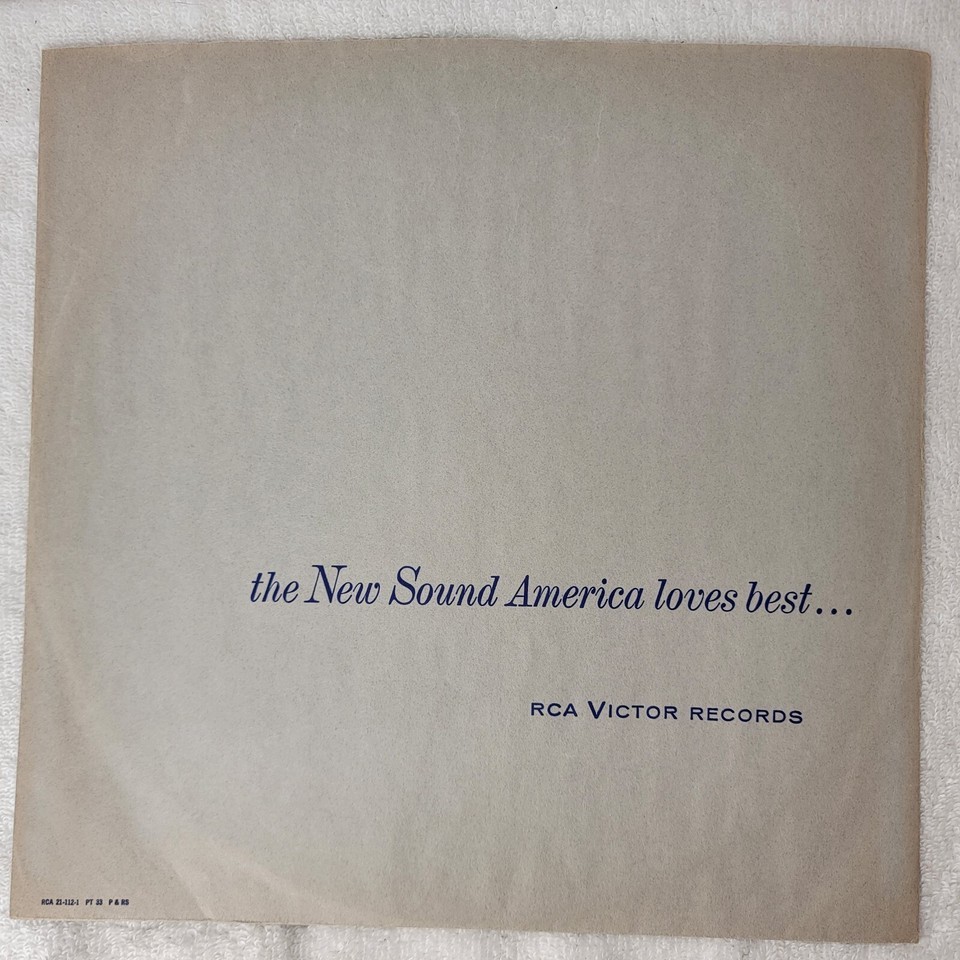 the New Sound America loves best...
RCA VICTOR RECORDS
RCA 21-112-1 PT 33 P & RS